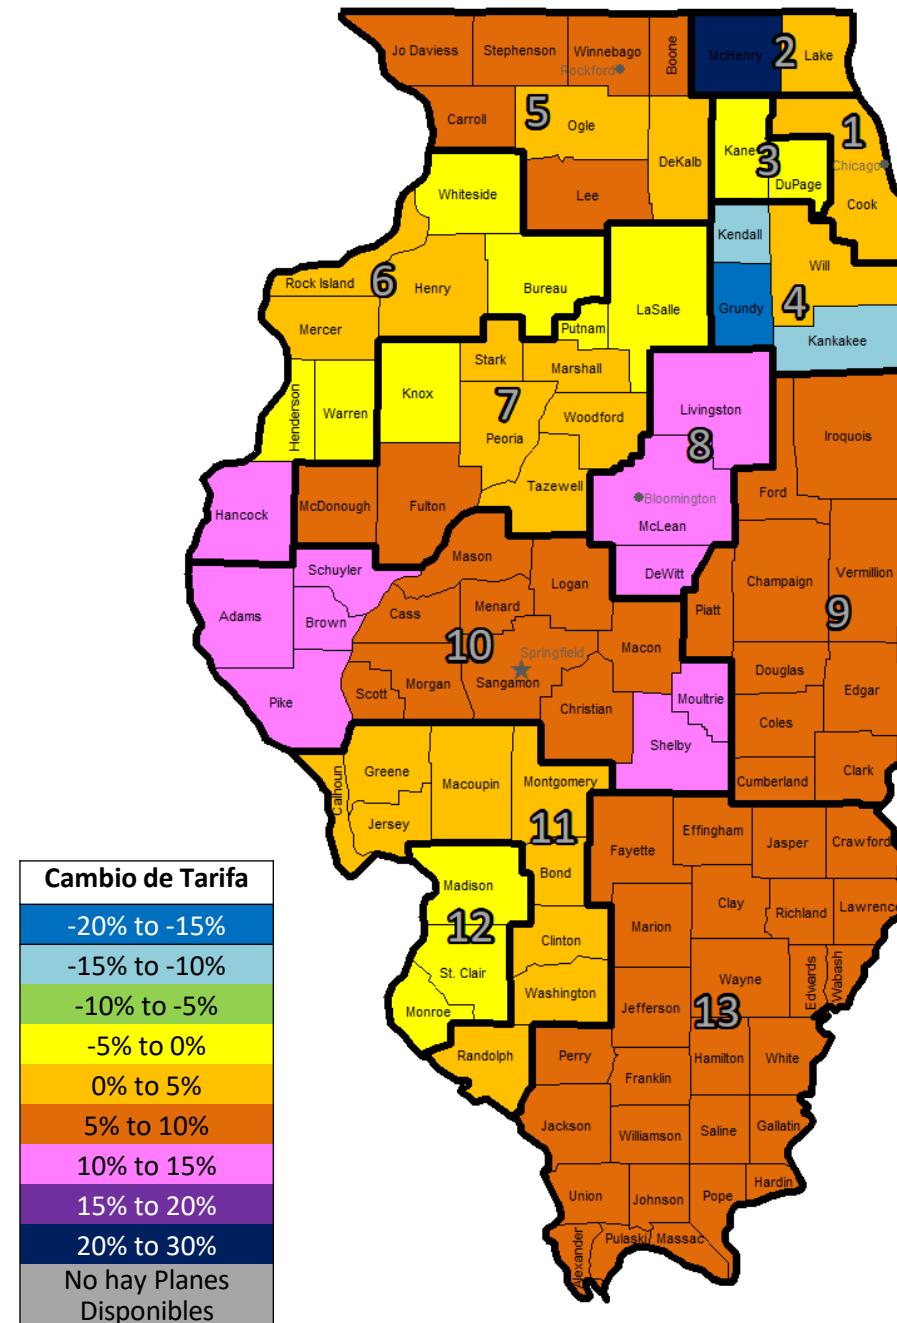 Jo Daviess
Stephenson
Winnebago
Boone
McHenry
2
Lake
Rockford
Carroll
5
Ogle
DeKalb
Kane
3
1
Chicago
DuPage
Cook
Whiteside
Lee
Kendall
Will
Rock Island
6
Henry
Bureau
LaSalle
Grundy
4
Mercer
Putnam
Kankakee
Stark
Marshall
Henderson
Warren
Knox
7
Peoria
Woodford
Livingston
8
Iroquois
Tazewell
Ford
Hancock
McDonough
Fulton
Bloomington
McLean
Mason
Schuyler
Logan
DeWitt
Champaign
Vermillion
Adams
Brown
Cass
Menard
Piatt
9
10
Springfield
Macon
Pike
Scott
Morgan
Sangamon
Christian
Moultrie
Douglas
Edgar
Shelby
Coles
Calhoun
Greene
Macoupin
Montgomery
Cumberland
Clark
Jersey
11
Fayette
Effingham
Jasper
Crawford
Madison
Bond
Clay
Richland
Lawrence
12
Clinton
Marion
St. Clair
Wayne
Edwards
Wabash
Monroe
Washington
Jefferson
13
Randolph
Perry
Franklin
Hamilton
White
Jackson
Williamson
Saline
Gallatin
Union
Johnson
Pope
Hardin
Alexander
Pulaski
Massac
Cambio de Tarifa
-20% to -15%
-15% to -10%
-10% to -5%
-5% to 0%
0% to 5%
5% to 10%
10% to 15%
15% to 20%
20% to 30%
No hay Planes
Disponibles